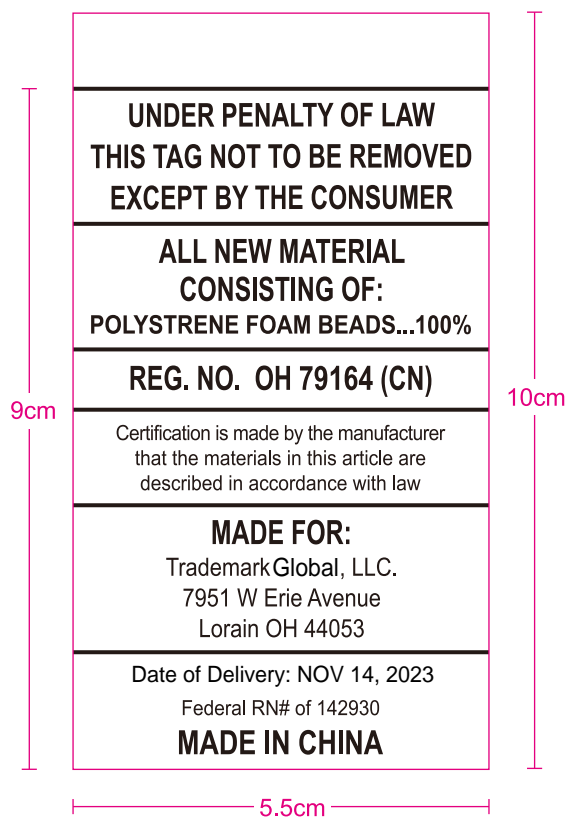 UNDER PENALTY OF LAW
THIS TAG NOT TO BE REMOVED
EXCEPT BY THE CONSUMER
ALL NEW MATERIAL
CONSISTING OF:
POLYSTRENE FOAM BEADS...100%
REG. NO. OH 79164 (CN)
Certification is made by the manufacturer
that the materials in this article are
described in accordance with law
MADE FOR:
Trademark Global, LLC.
7951 W Erie Avenue
Lorain OH 44053
Date of Delivery: NOV 14, 2023
Federal RN# of 142930
MADE IN CHINA
9cm
10cm
5.5cm